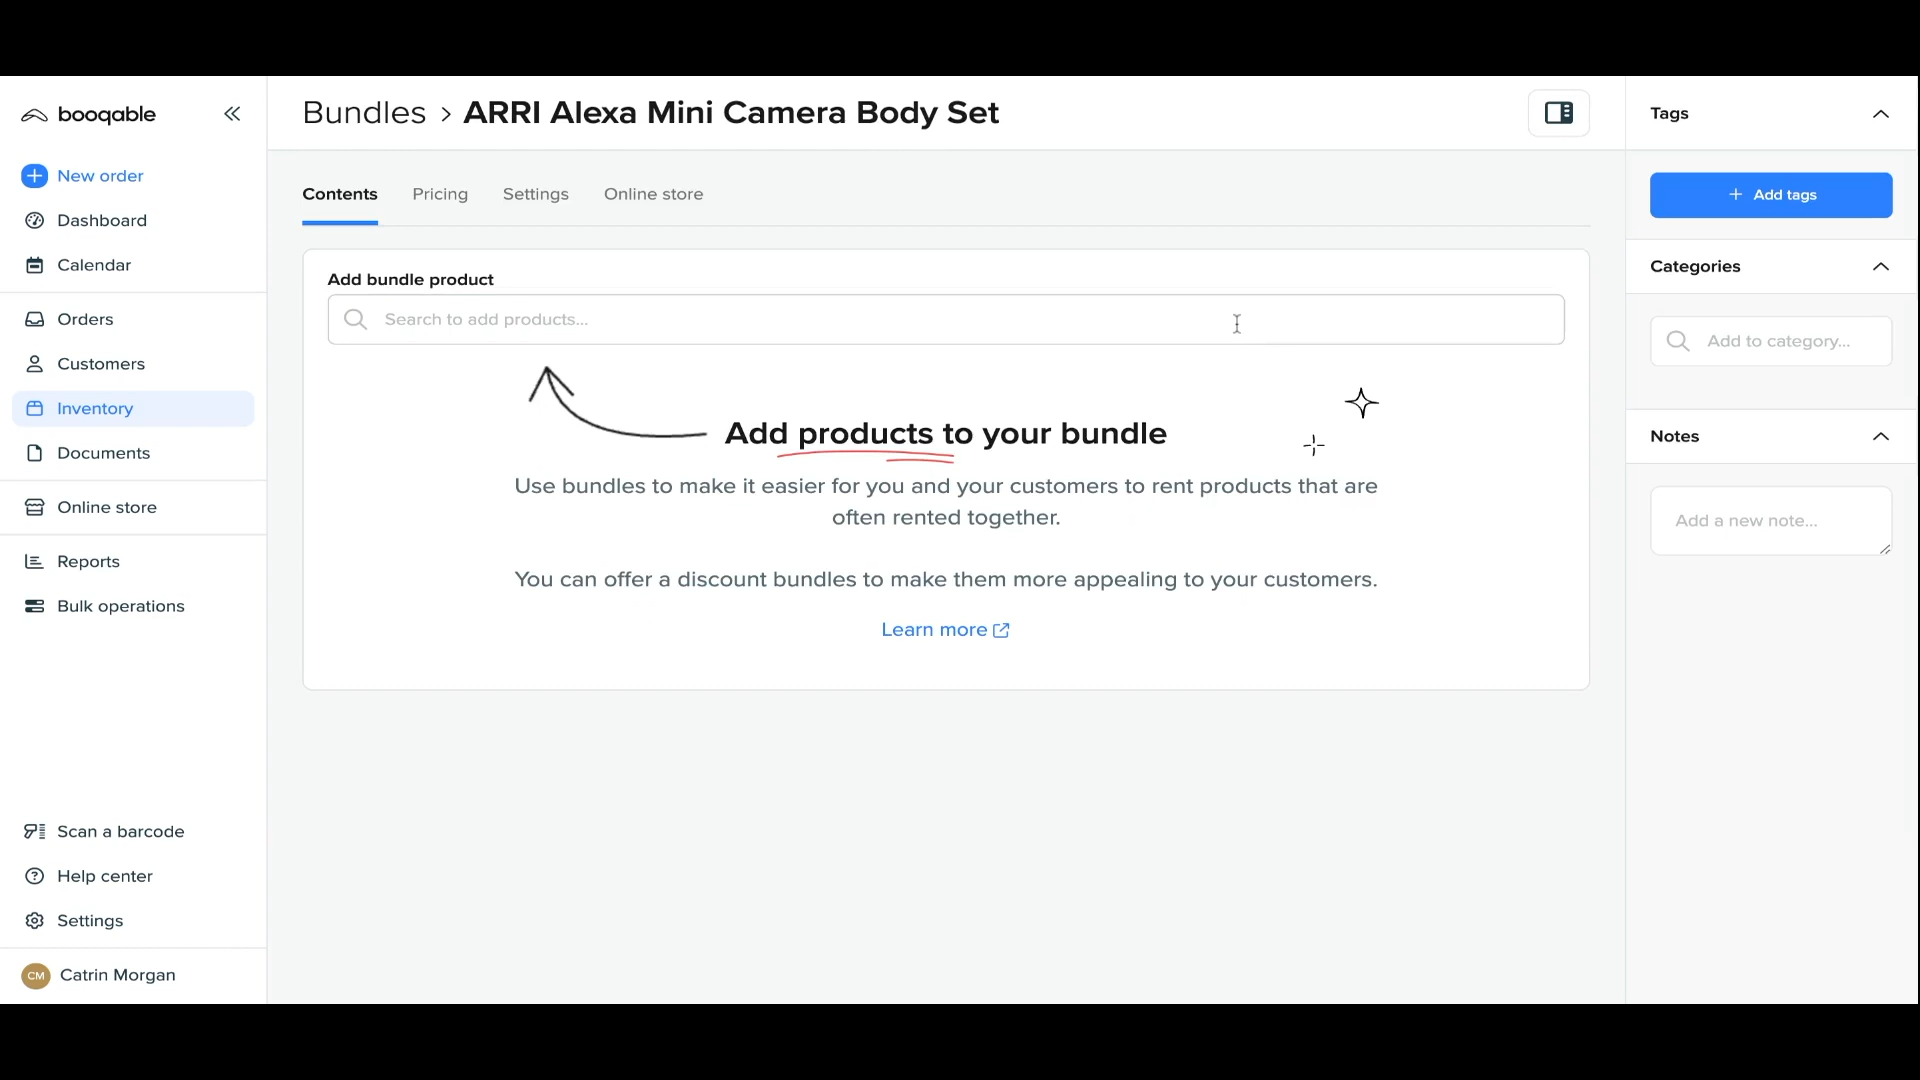 booqable
New order
Dashboard
Calendar
Orders
Customers
Inventory
Documents
Online store
Reports
Bulk operations
Scan a barcode
Help center
Settings
CM Catrin Morgan
Bundles > ARRI Alexa Mini Camera Body Set
Contents Pricing Settings Online store
Add bundle product
Search to add products...
Add products to your bundle
Use bundles to make it easier for you and your customers to rent products that are
often rented together.
You can offer a discount bundles to make them more appealing to your customers.
Learn more
Tags
+ Add tags
Categories
Add to category...
Notes
Add a new note...